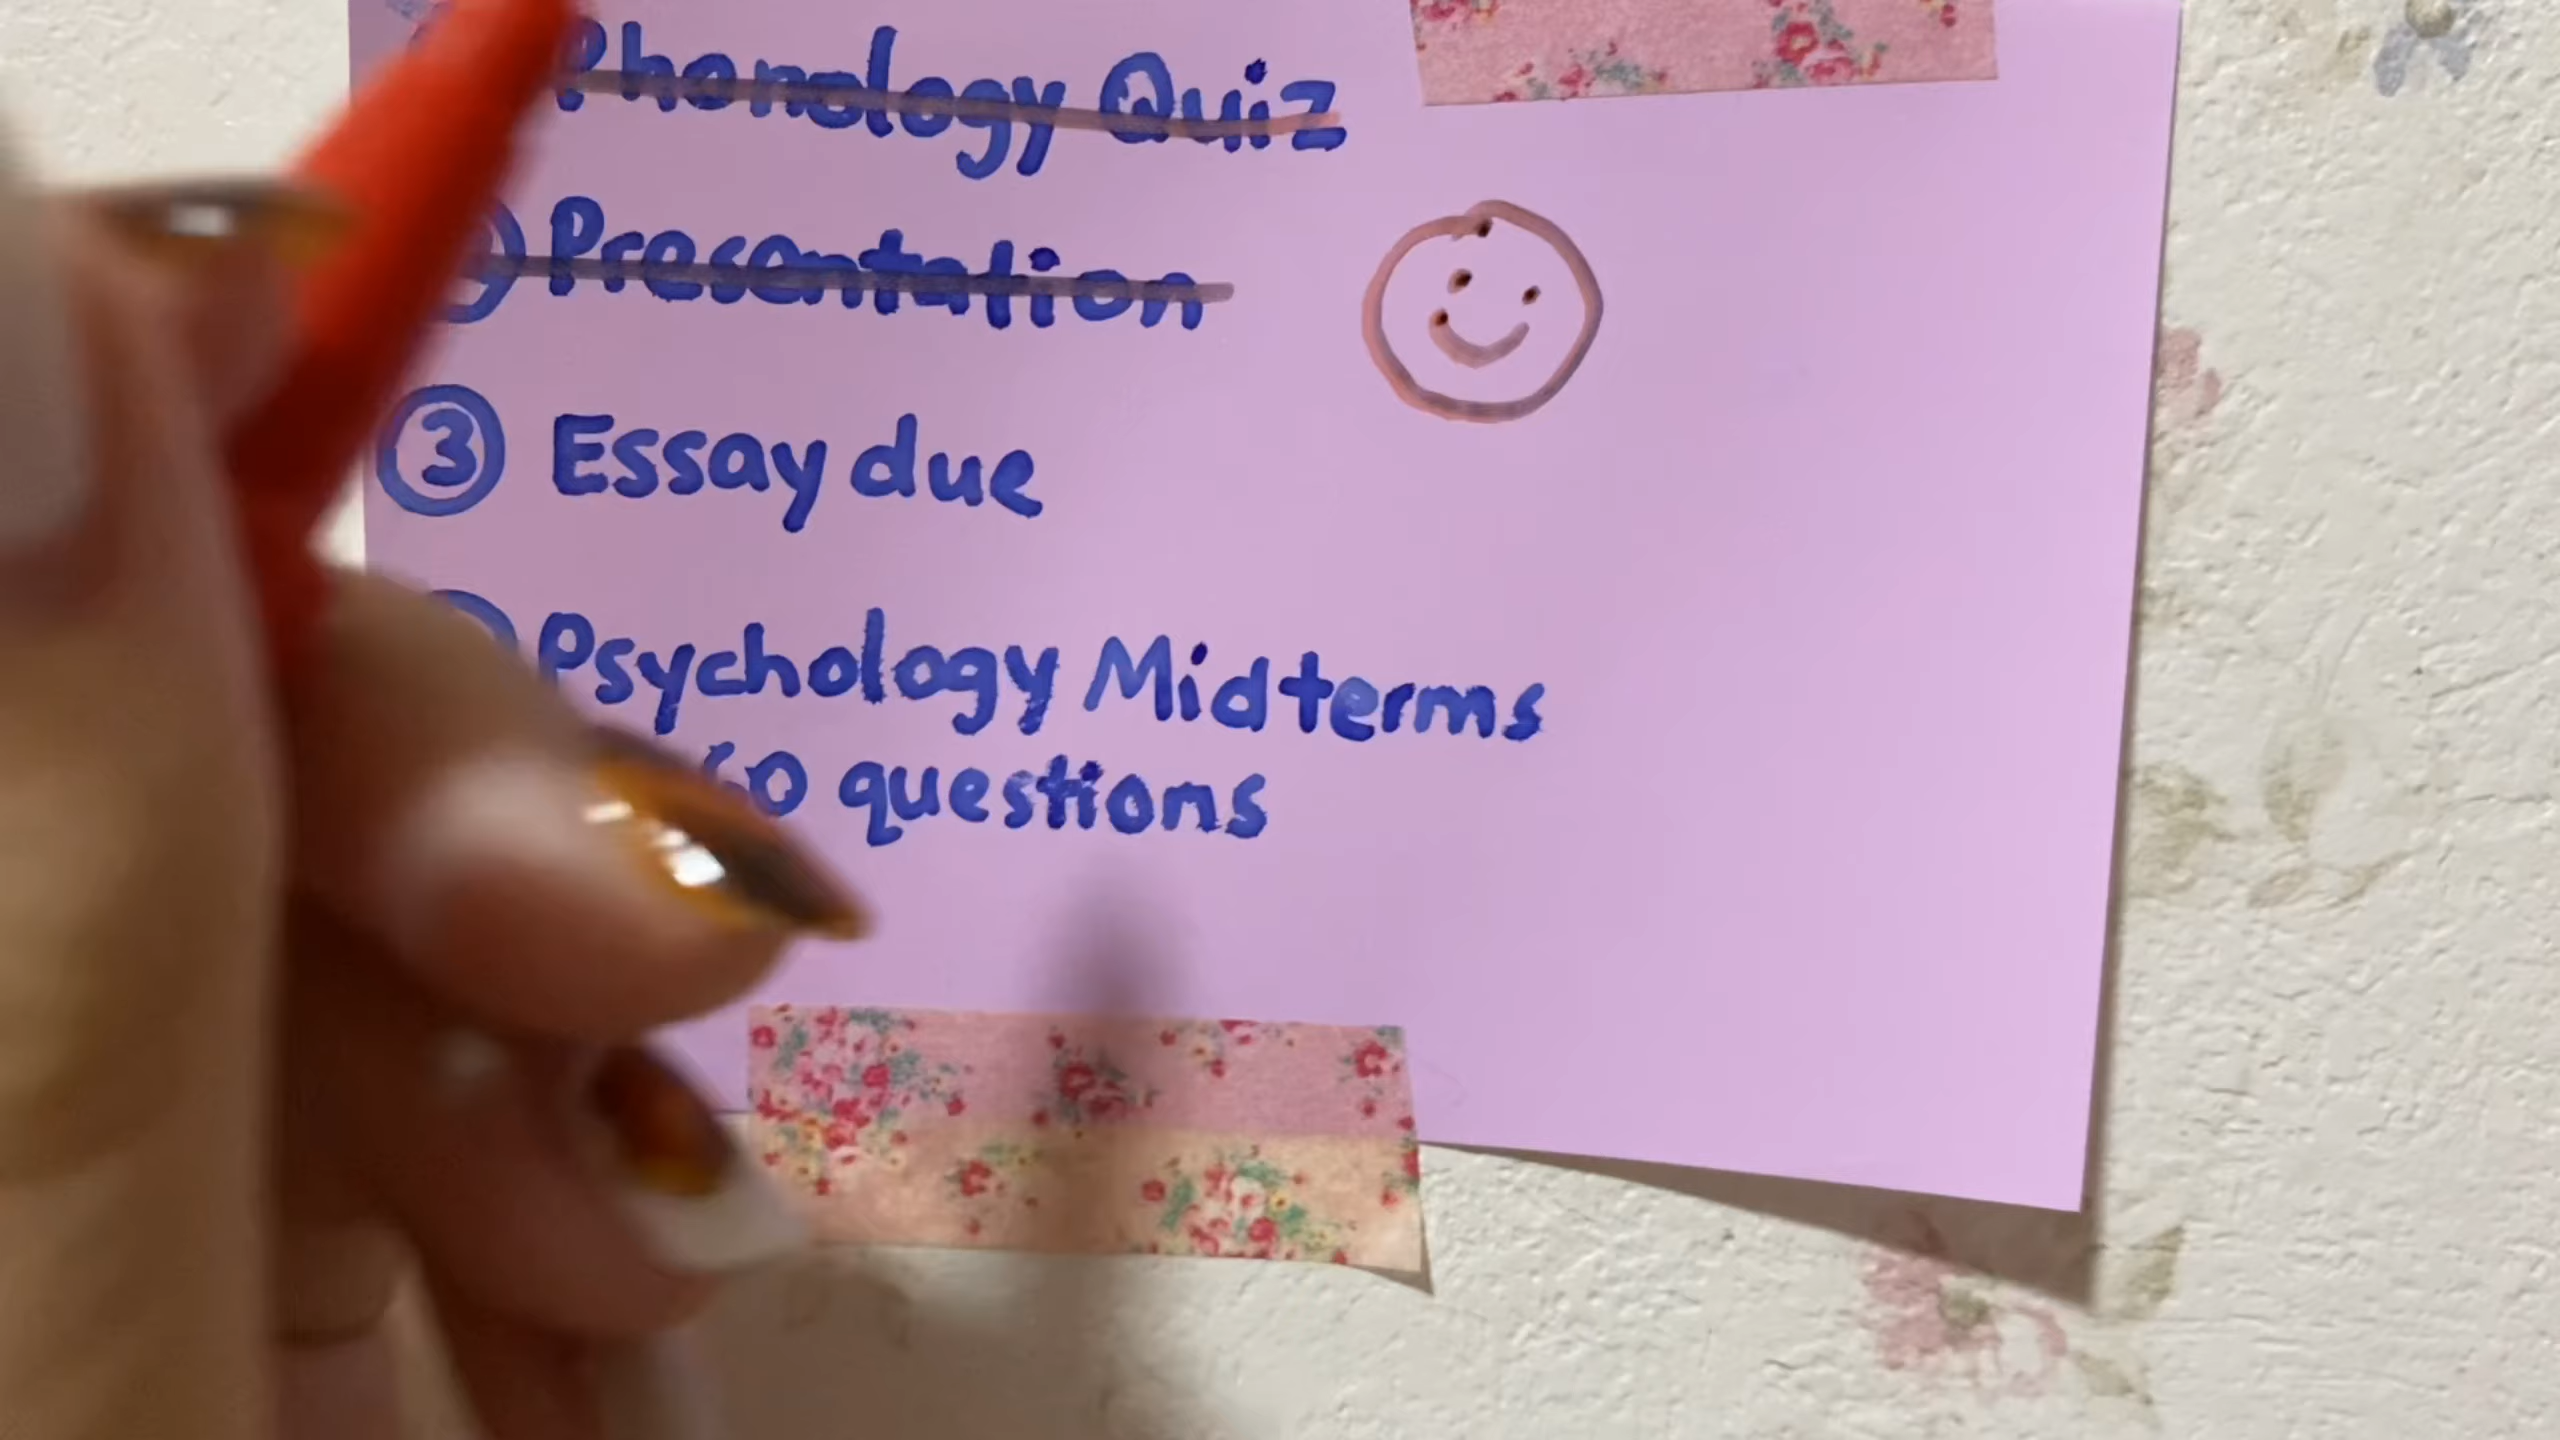 Phonology Quiz
Presentation
③ Essay due
Psychology Midterms
questions